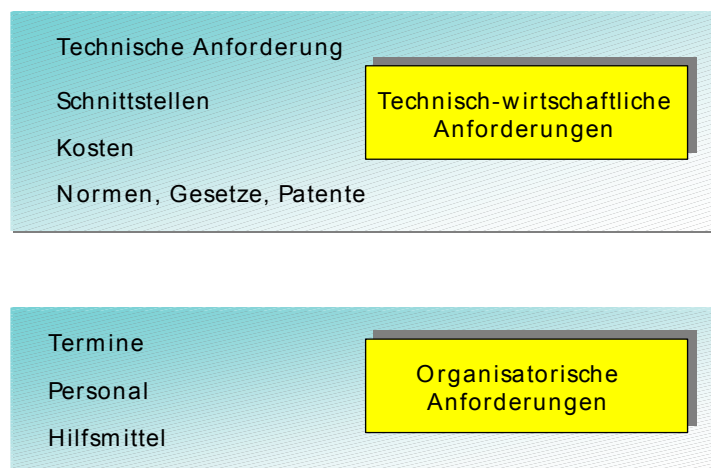 Technische Anforderung
Schnittstellen
Kosten
Normen, Gesetze, Patente
Technisch-wirtschaftliche
Anforderungen
Termine
Personal
Hilfsmittel
Organisatorische
Anforderungen